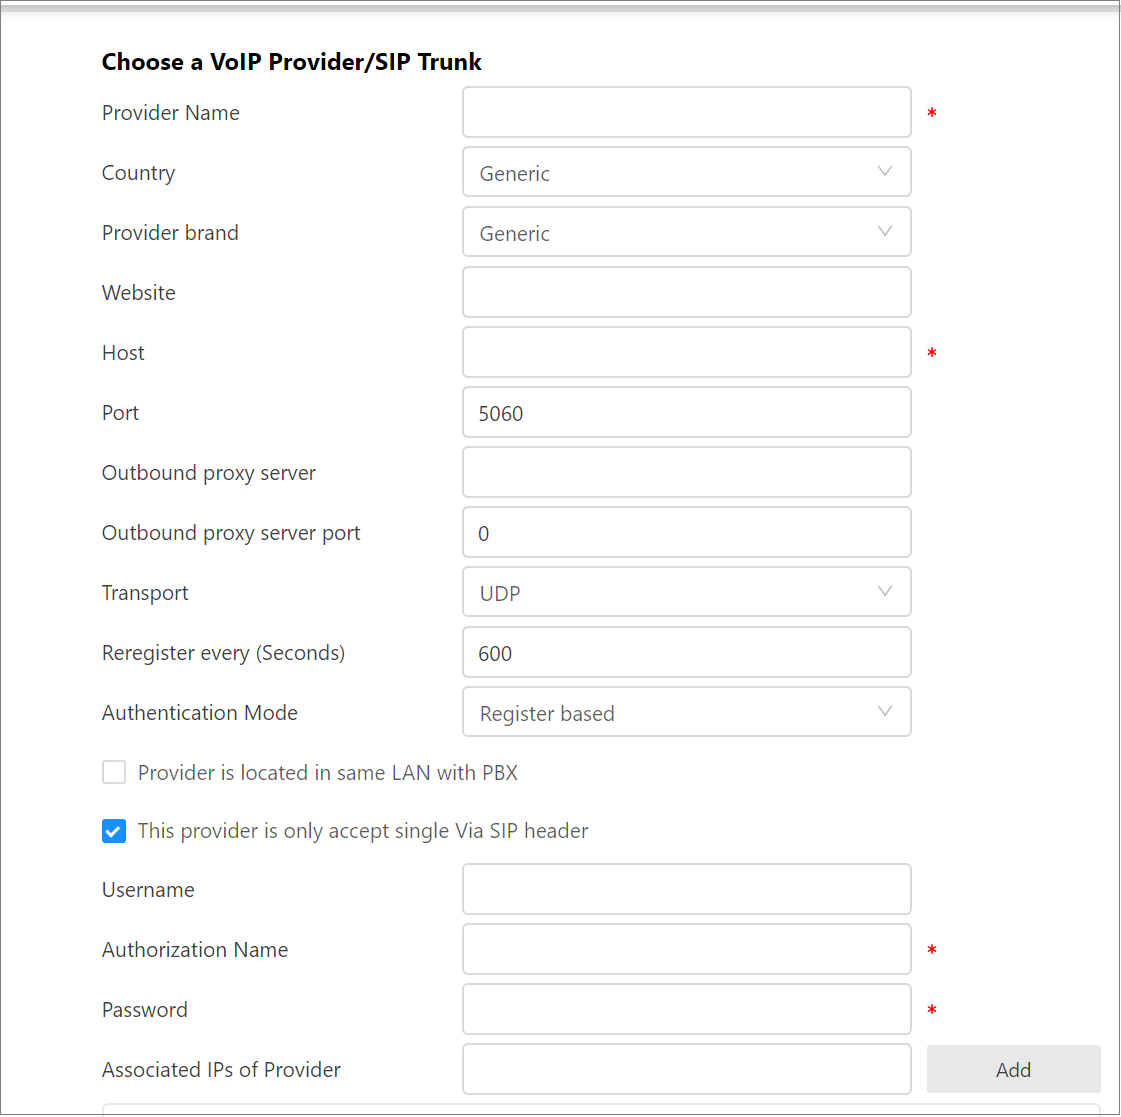 Choose a VoIP Provider/SIP Trunk
Provider Name *
Country Generic
Provider brand Generic
Website
Host *
Port 5060
Outbound proxy server
Outbound proxy server port 0
Transport UDP
Reregister every (Seconds) 600
Authentication Mode Register based
Provider is located in same LAN with PBX
This provider is only accept single Via SIP header
Username
Authorization Name *
Password *
Associated IPs of Provider Add